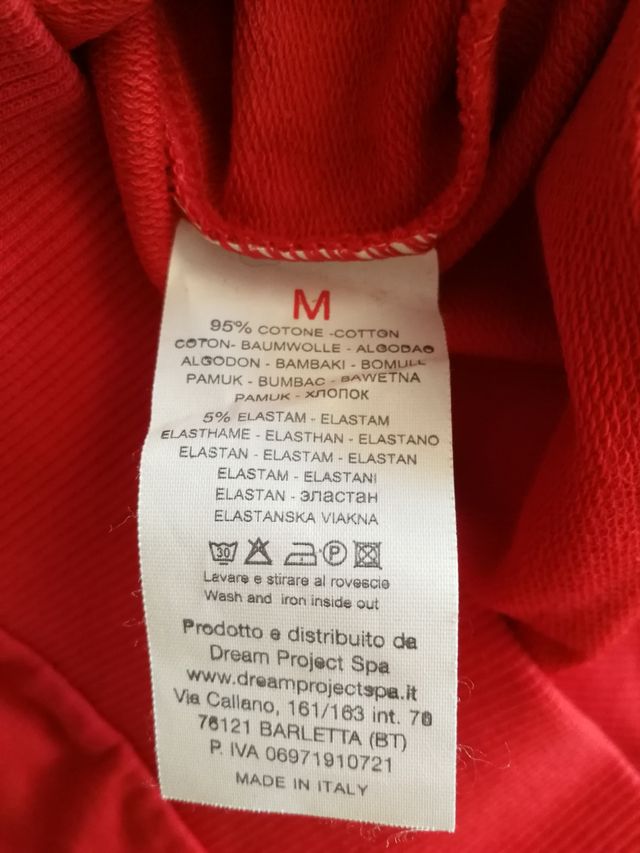 M
95% COTONE -COTTON
COTON- BAUMWOLLE - ALGODAO
ALGODON - BAMBAKI - BOMULL
PAMUK - BUMBAC - BAWETNA
PAMUK - ХЛОПОК
5% ELASTAM - ELASTAM
ELASTHAME - ELASTHAN - ELASTANO
ELASTAN - ELASTAM - ELASTAN
ELASTAM - ELASTANI
ELASTAN - ЭЛАСТАН
ELASTANSKA VIAKNA
30 P
Lavare e stirare al rovescio
Wash and iron inside out
Prodotto e distribuito da
Dream Project Spa
www.dreamprojectspa.it
Via Callano, 161/163 int. 70
76121 BARLETTA (BT)
P. IVA 06971910721
MADE IN ITALY